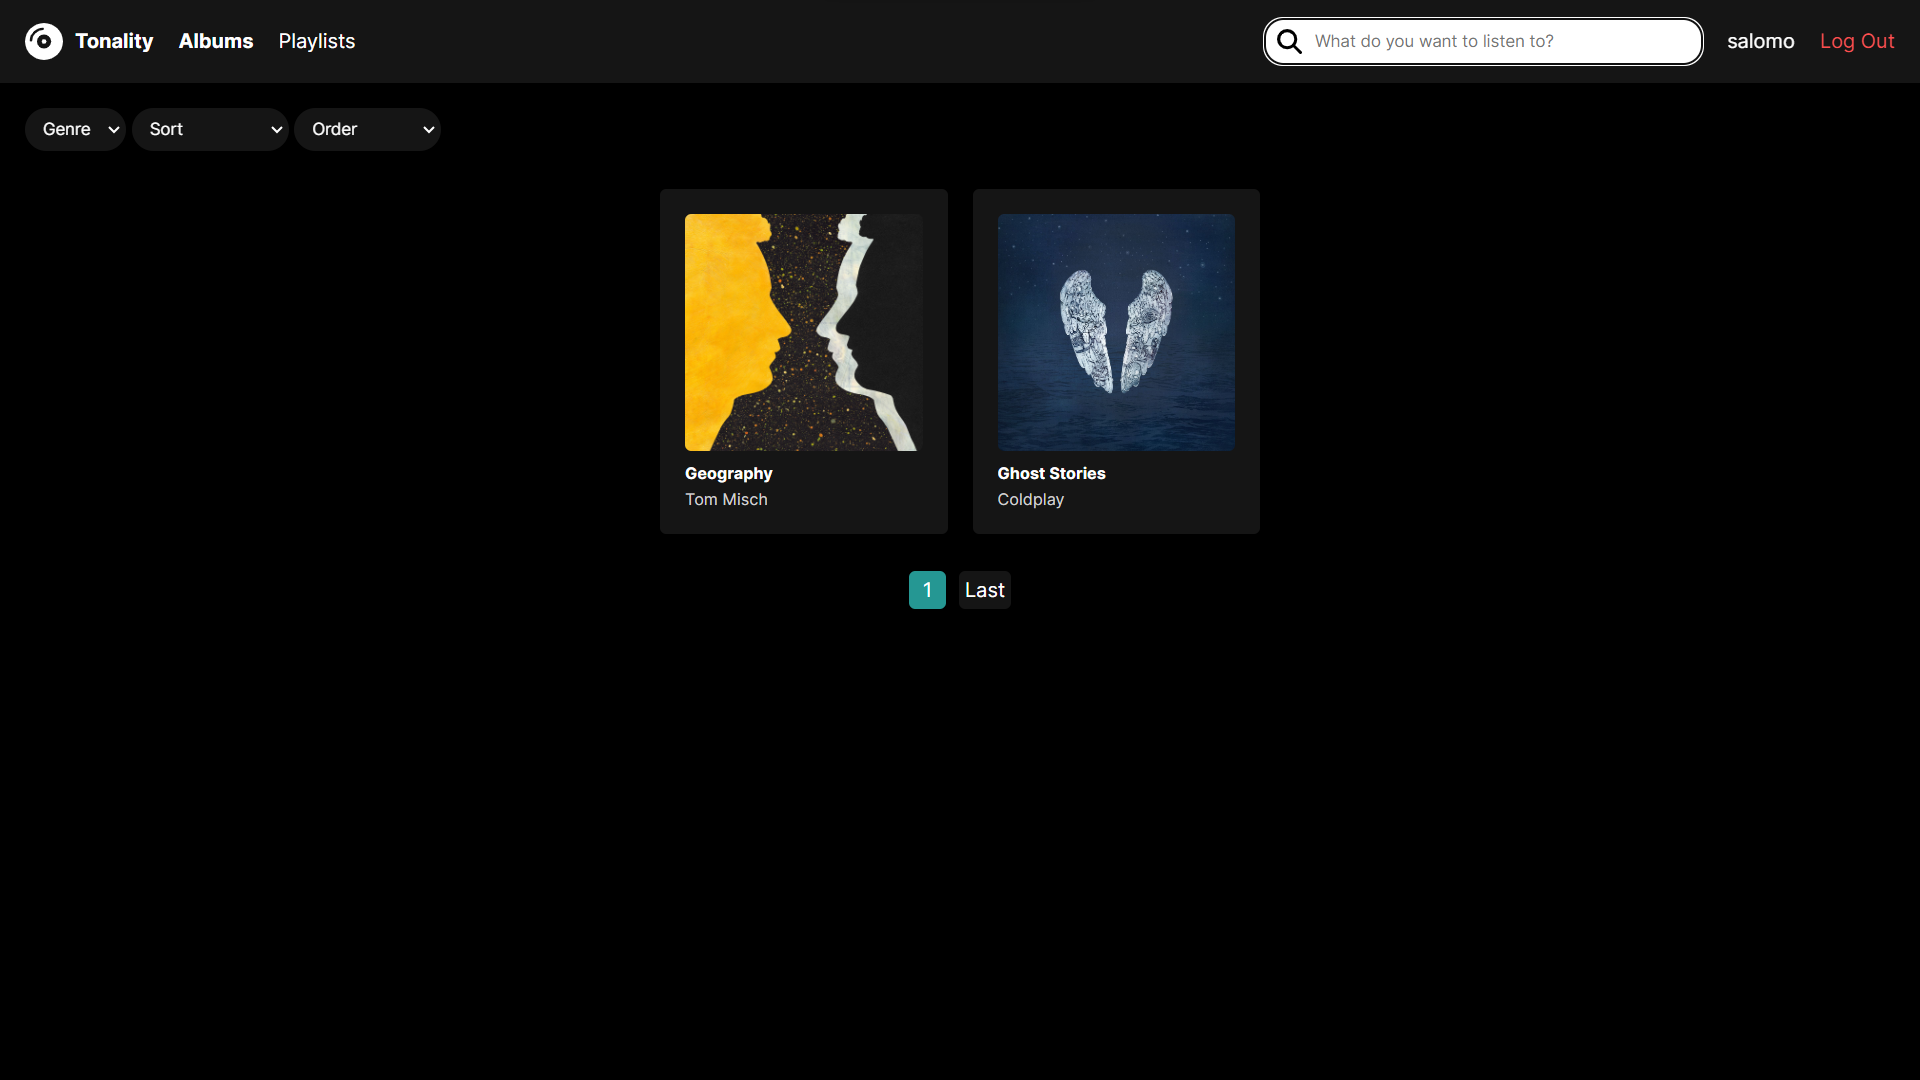 Tonality Albums Playlists What do you want to listen to? salomo Log Out
Genre Sort Order
Geography
Tom Misch
Ghost Stories
Coldplay
1 Last